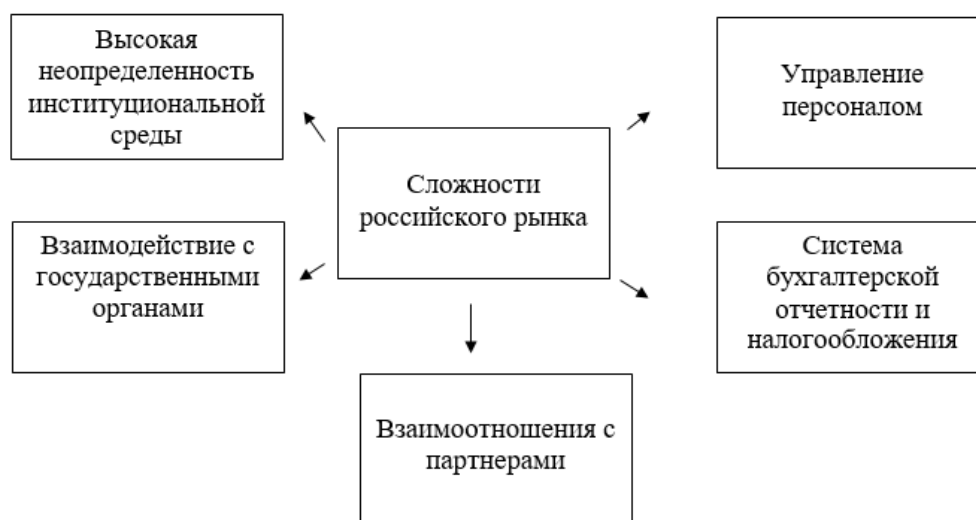 Высокая
неопределенность
институциональной
среды
Управление
персоналом
Сложности
российского рынка
Взаимодействие с
государственными
органами
Система
бухгалтерской
отчетности и
налогообложения
Взаимоотношения с
партнерами